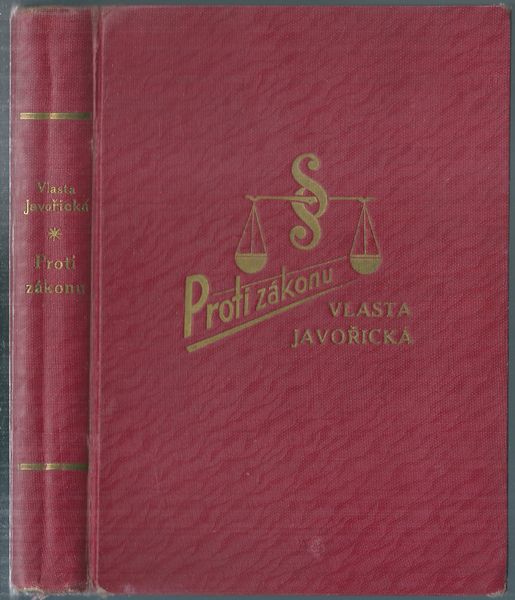 Vlasta
Javořická
*
Proti
zákonu
§
Proti zákonu
VLASTA
JAVOŘICKÁ